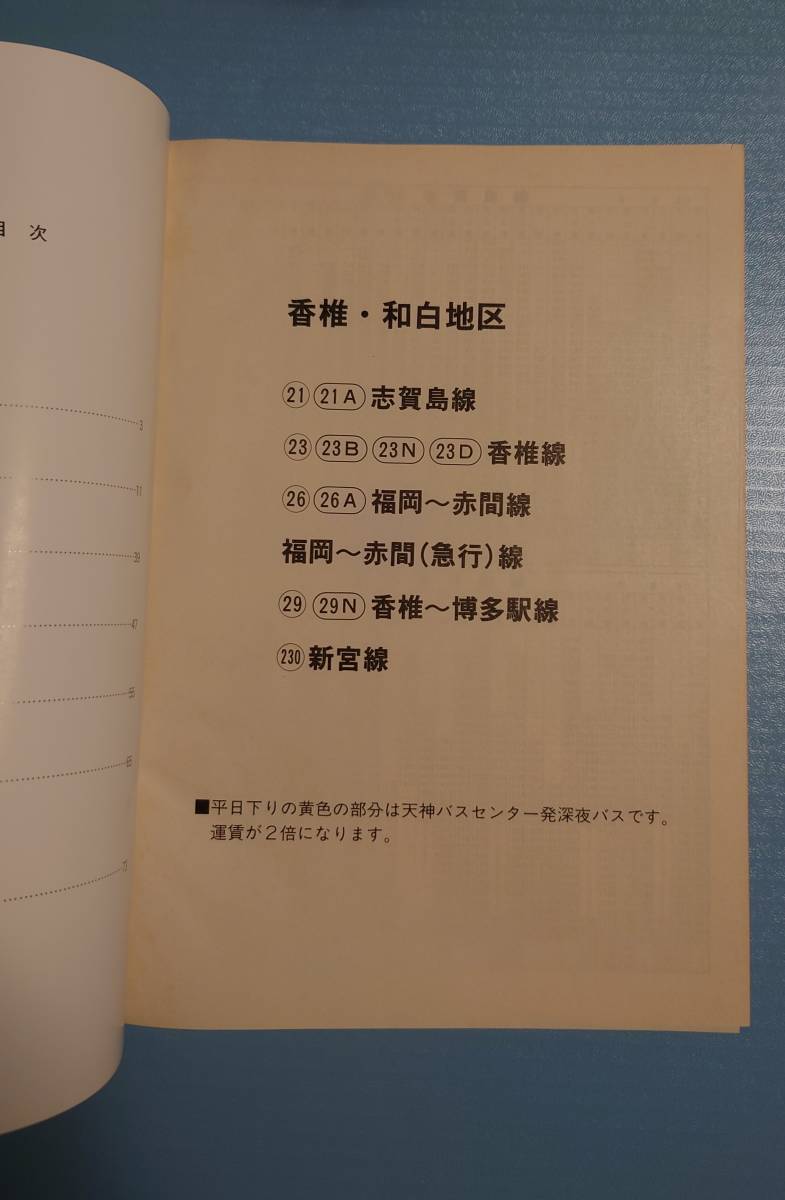 目 次
3
11
39
47
55
65
77
香椎・和白地区
㉑ 21A 志賀島線
㉓ 23B 23N 23D 香椎線
㉖ 26A 福岡〜赤間線
福岡〜赤間(急行)線
㉙ 29N 香椎〜博多駅線
230 新宮線
■平日下りの黄色の部分は天神バスセンター発深夜バスです。
運賃が2倍になります。